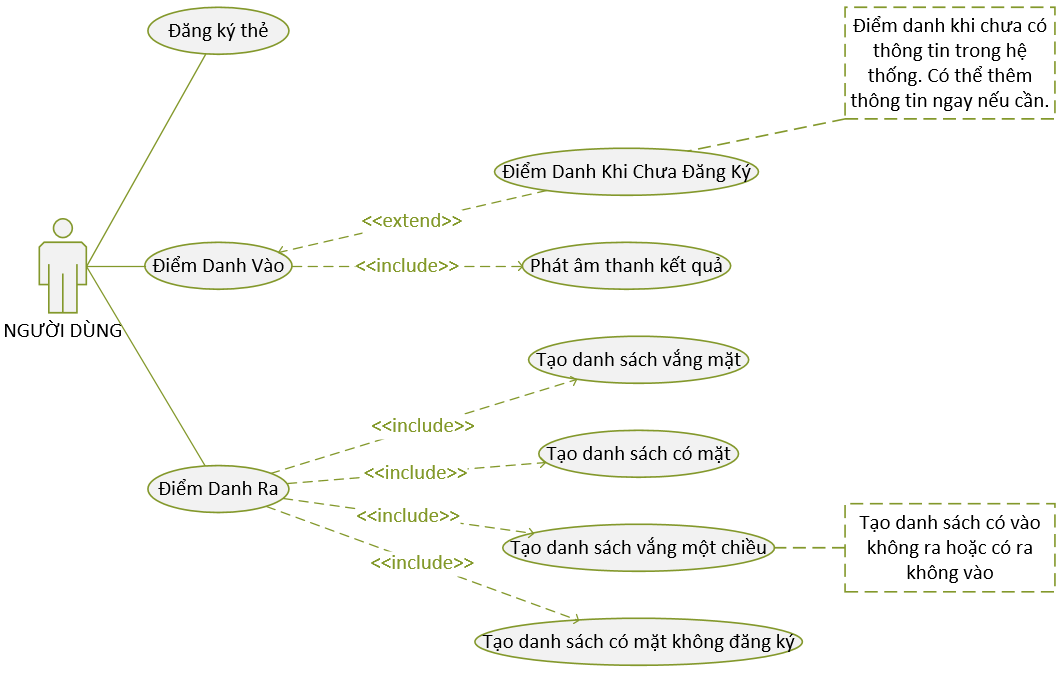 Đăng ký thẻ
Điểm danh khi chưa có
thông tin trong hệ
thống. Có thể thêm
thông tin ngay nếu cần.
Điểm Danh Khi Chưa Đăng Ký
<<extend>>
Điểm Danh Vào
<<include>>
Phát âm thanh kết quả
NGƯỜI DÙNG
Tạo danh sách vắng mặt
<<include>>
Tạo danh sách có mặt
<<include>>
Điểm Danh Ra
<<include>>
Tạo danh sách vắng một chiều
Tạo danh sách có vào
không ra hoặc có ra
không vào
<<include>>
Tạo danh sách có mặt không đăng ký